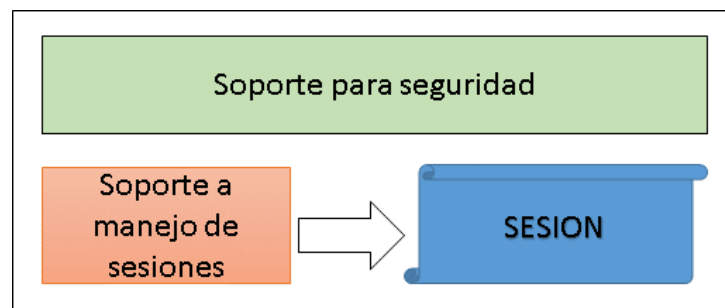 Soporte para seguridad
Soporte a
manejo de
sesiones
SESION